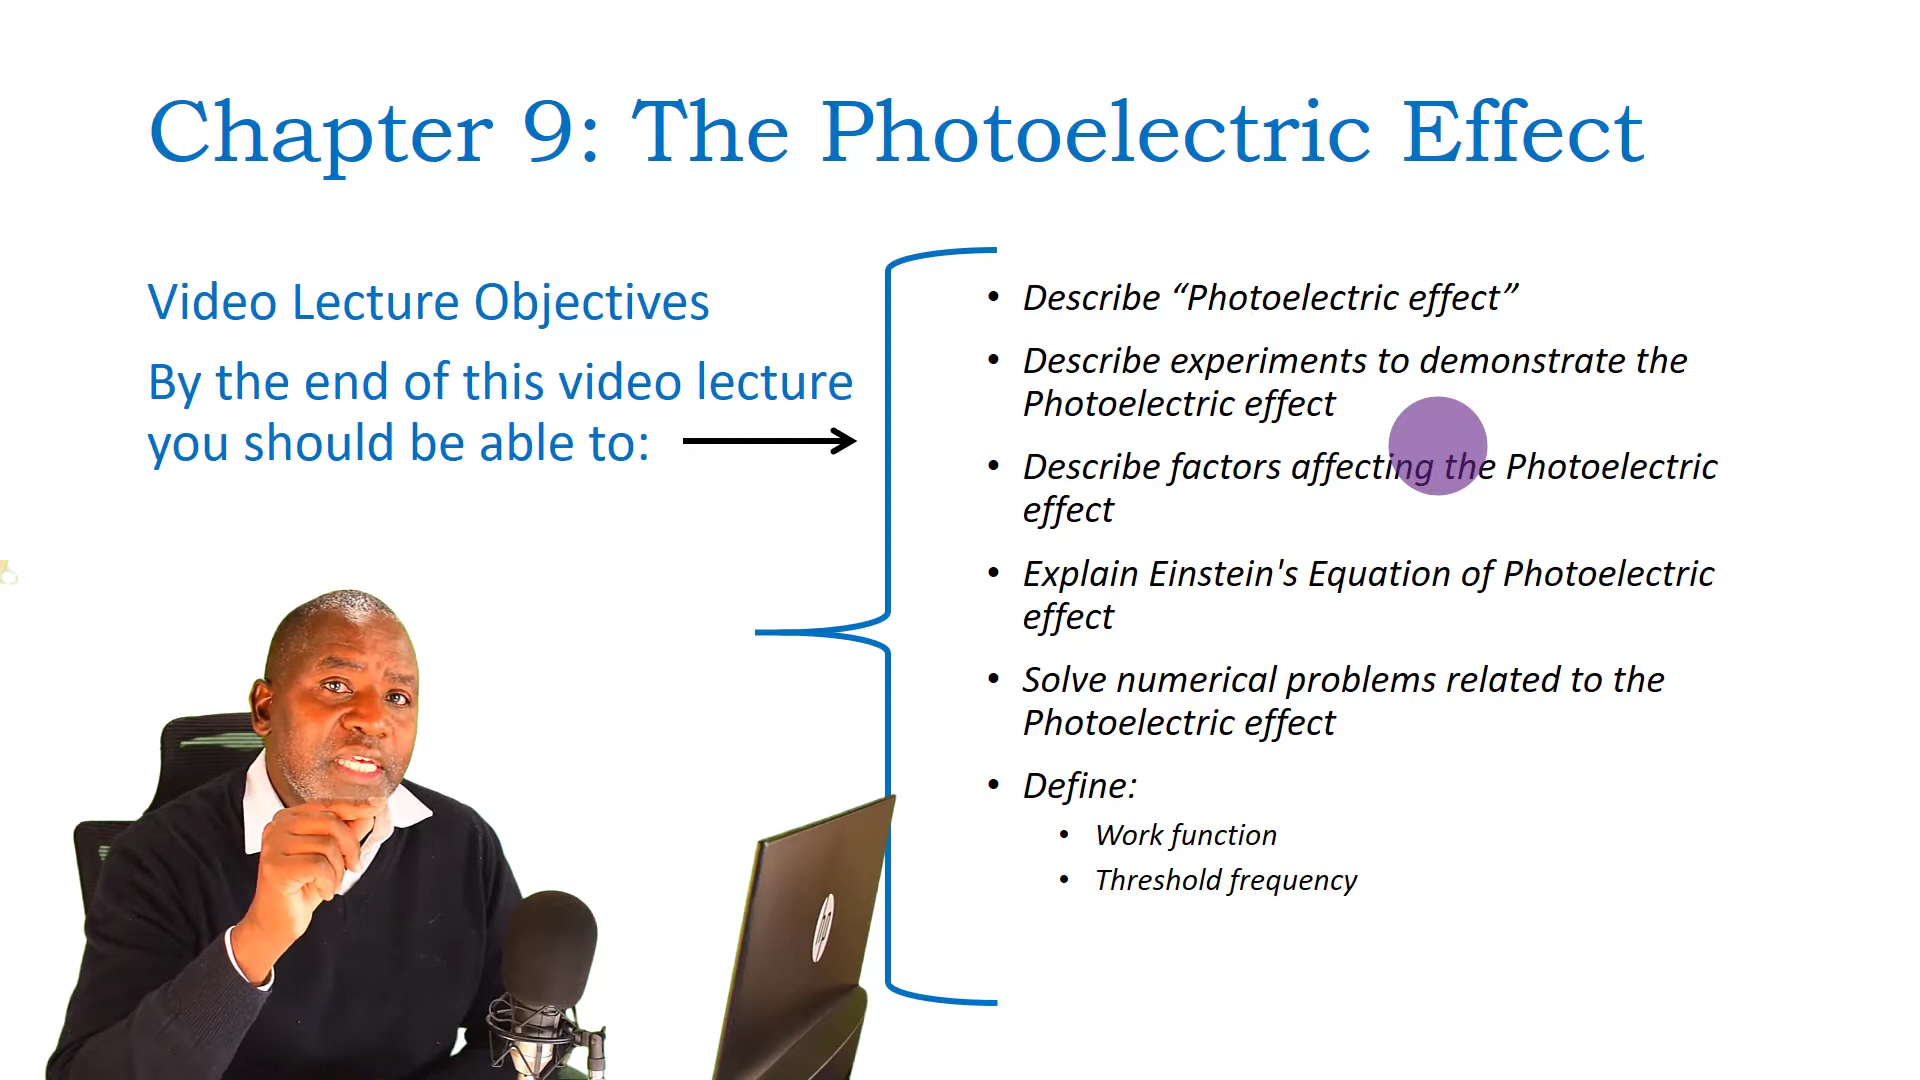 Chapter 9: The Photoelectric Effect
Video Lecture Objectives
By the end of this video lecture
you should be able to:
• Describe “Photoelectric effect”
• Describe experiments to demonstrate the
Photoelectric effect
• Describe factors affecting the Photoelectric
effect
• Explain Einstein's Equation of Photoelectric
effect
• Solve numerical problems related to the
Photoelectric effect
• Define:
• Work function
• Threshold frequency
hp